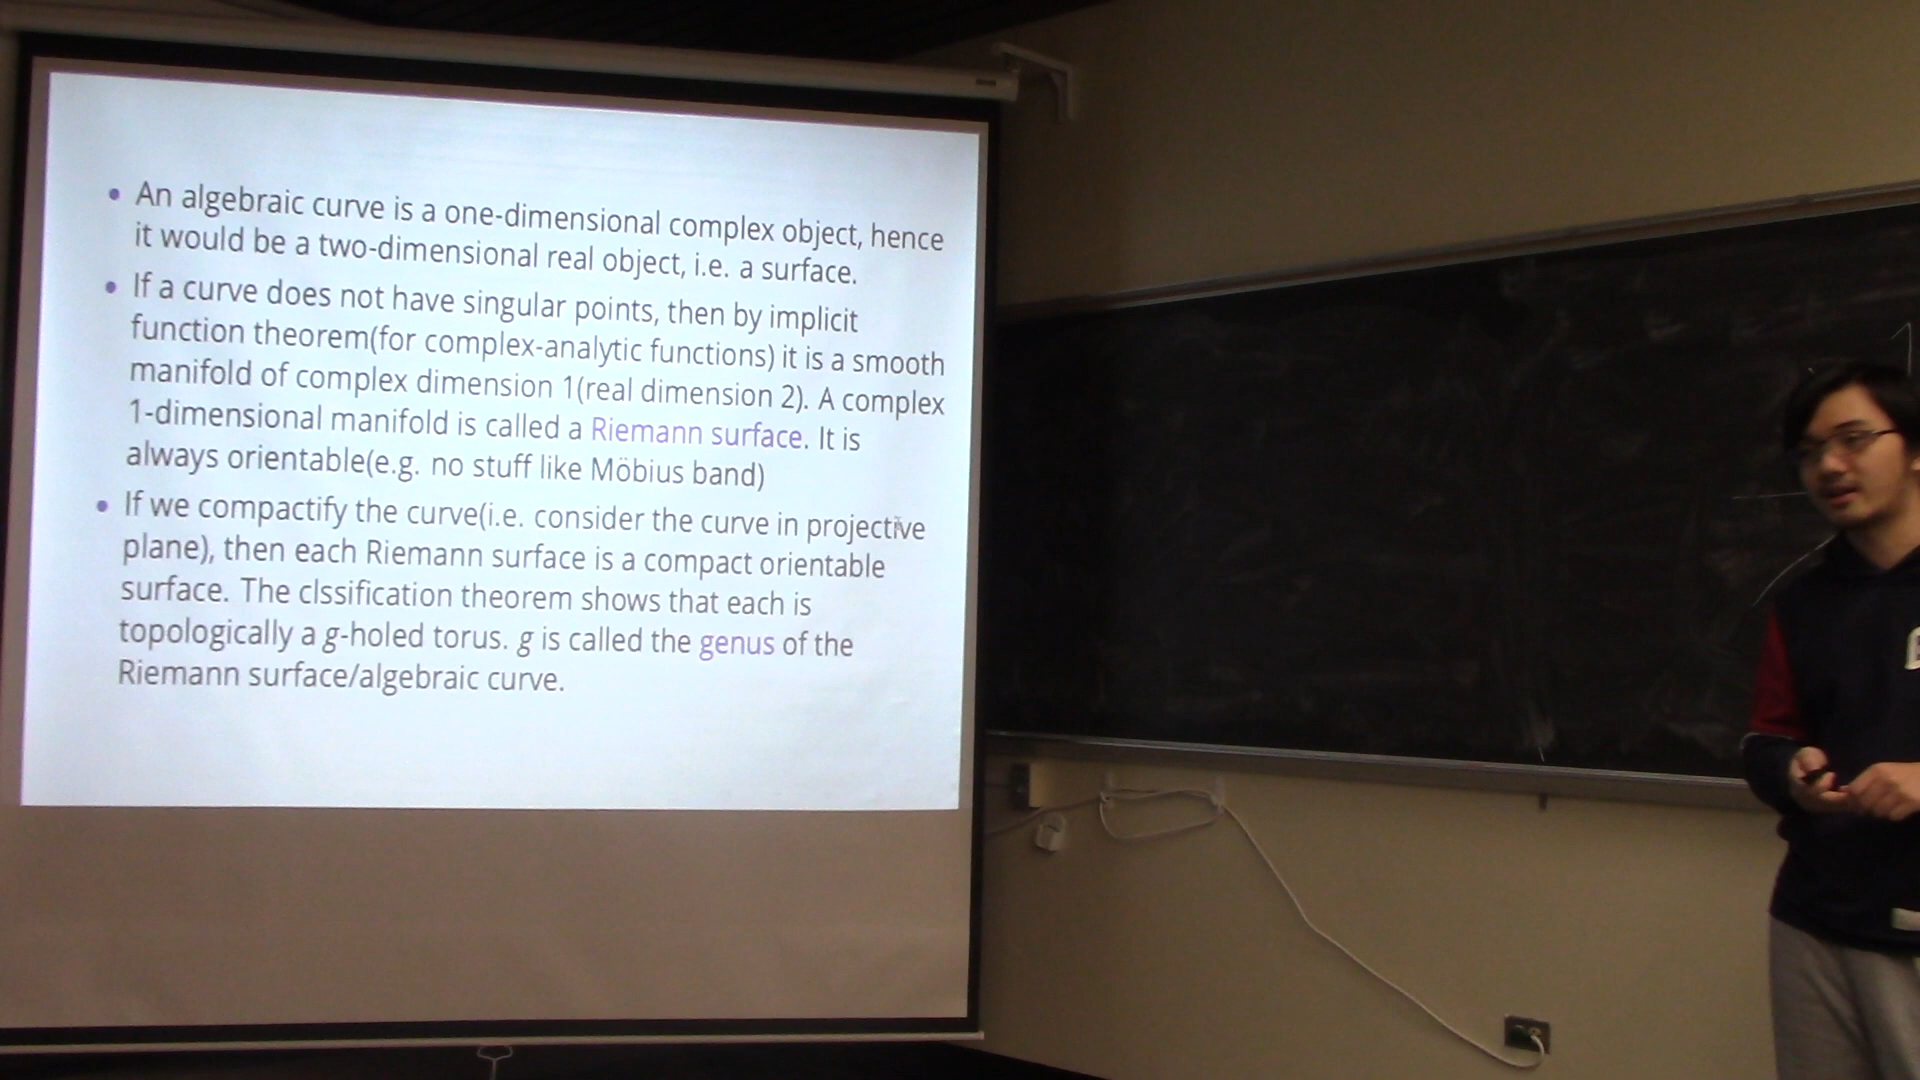 • An algebraic curve is a one-dimensional complex object, hence
it would be a two-dimensional real object, i.e. a surface.
• If a curve does not have singular points, then by implicit
function theorem(for complex-analytic functions) it is a smooth
manifold of complex dimension 1(real dimension 2). A complex
1-dimensional manifold is called a Riemann surface. It is
always orientable(e.g. no stuff like Möbius band)
• If we compactify the curve(i.e. consider the curve in projective
plane), then each Riemann surface is a compact orientable
surface. The clssification theorem shows that each is
topologically a g-holed torus. g is called the genus of the
Riemann surface/algebraic curve.